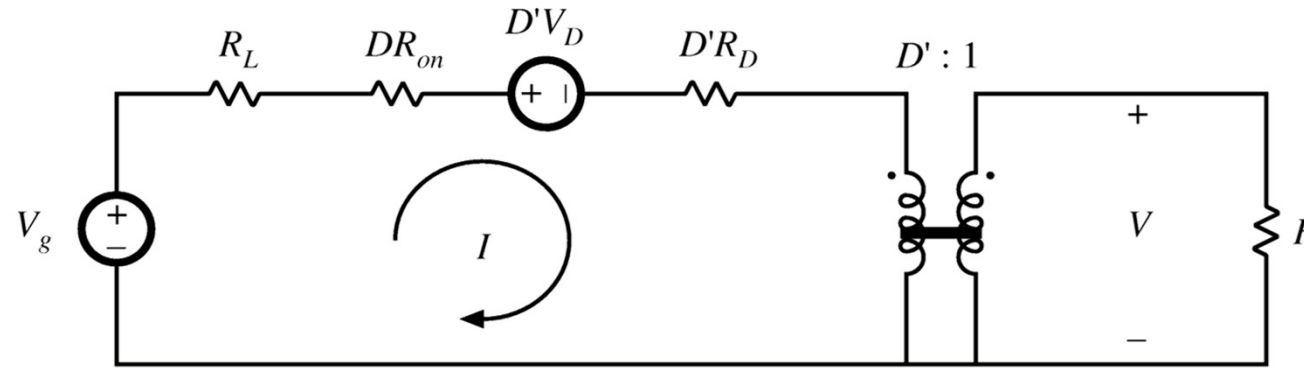 R_L DR_on D'V_D D'R_D D' : 1
+ −
+
V_g + − I V
−